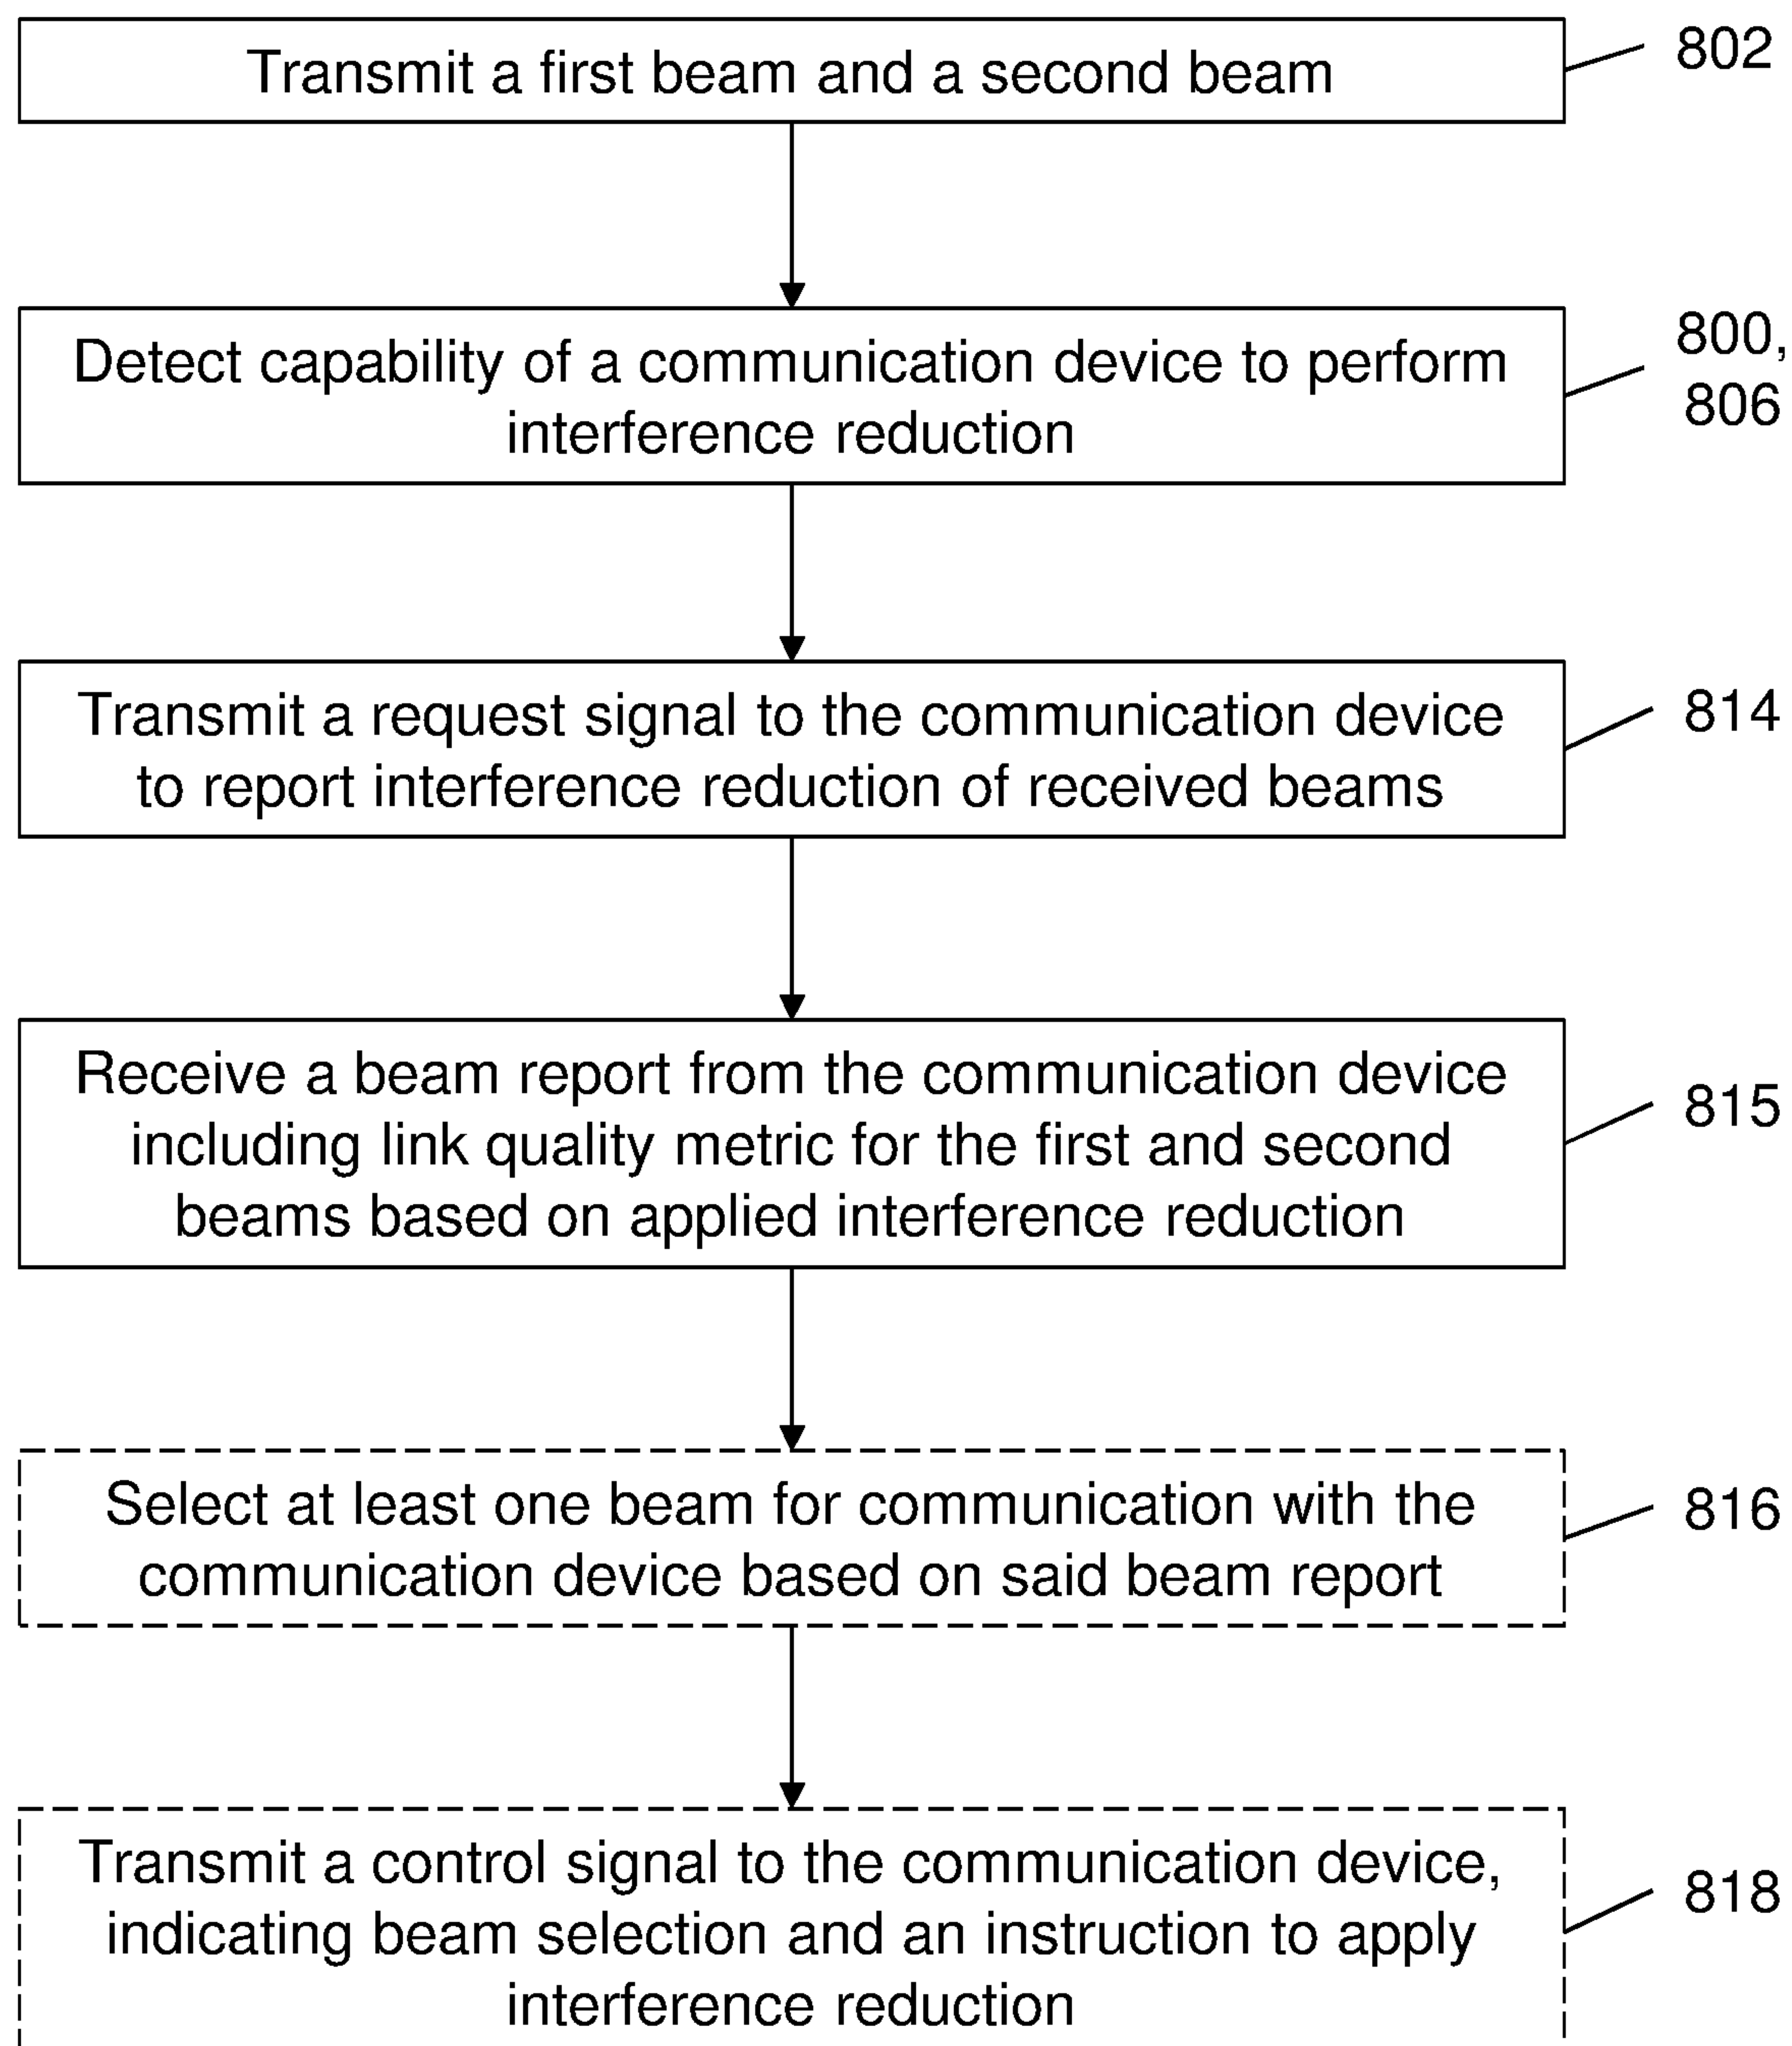 Transmit a first beam and a second beam
802
Detect capability of a communication device to perform
interference reduction
800,
806
Transmit a request signal to the communication device
to report interference reduction of received beams
814
Receive a beam report from the communication device
including link quality metric for the first and second
beams based on applied interference reduction
815
Select at least one beam for communication with the
communication device based on said beam report
816
Transmit a control signal to the communication device,
indicating beam selection and an instruction to apply
interference reduction
818